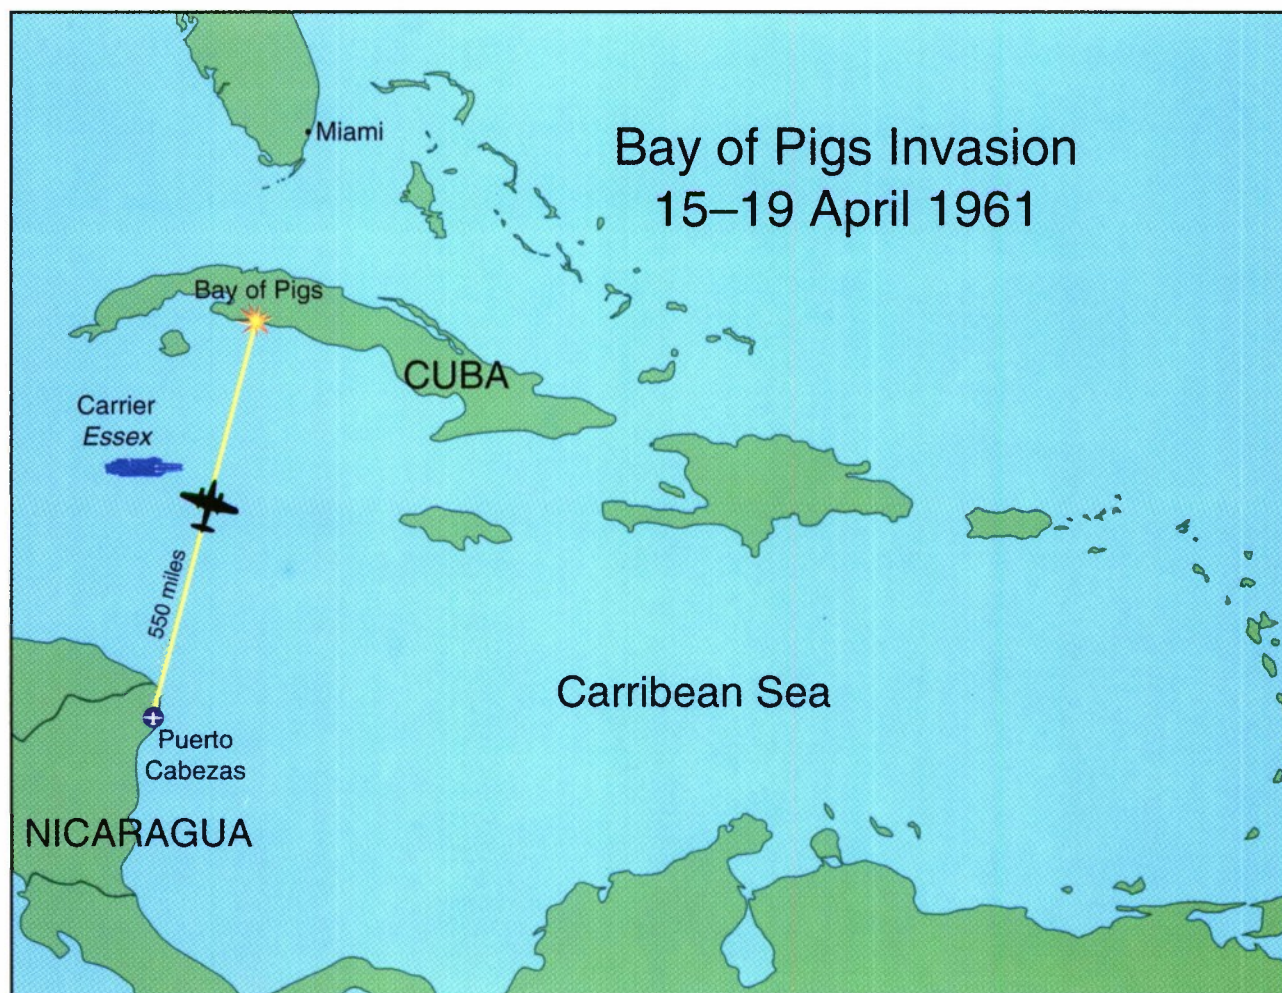 Miami
Bay of Pigs Invasion
15–19 April 1961
Bay of Pigs
CUBA
Carrier
Essex
550 miles
Carribean Sea
Puerto
Cabezas
NICARAGUA